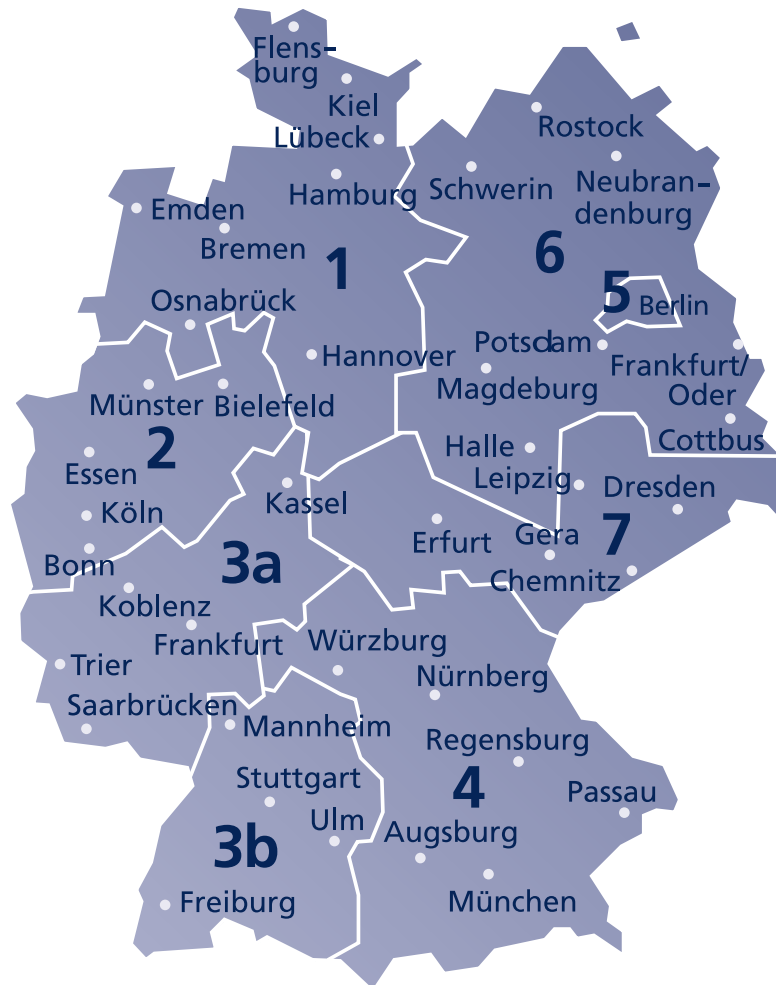 Flens-
burg
Kiel
Lübeck
Rostock
Hamburg
Schwerin
Neubran-
denburg
Emden
Bremen
1
6
5
Berlin
Osnabrück
Hannover
Potsdam
Magdeburg
Frankfurt/
Oder
Münster
Bielefeld
2
Cottbus
Halle
Leipzig
Essen
Kassel
Dresden
Köln
Erfurt
Gera
7
Bonn
3a
Chemnitz
Koblenz
Frankfurt
Würzburg
Trier
Nürnberg
Saarbrücken
Mannheim
Regensburg
Stuttgart
4
Passau
Ulm
Augsburg
3b
Freiburg
München